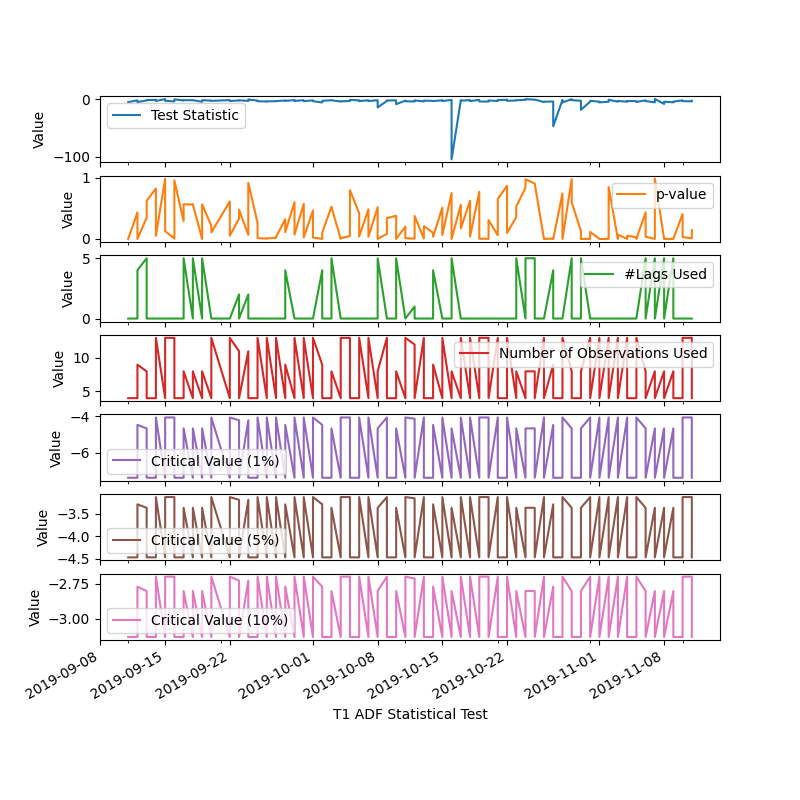 0
−100
Value
Test Statistic
1
0
Value
p-value
5
0
Value
#Lags Used
10
5
Value
Number of Observations Used
−4
−6
Value
Critical Value (1%)
−3.5
−4.0
−4.5
Value
Critical Value (5%)
−2.75
−3.00
Value
Critical Value (10%)
2019-09-08
2019-09-15
2019-09-22
2019-10-01
2019-10-08
2019-10-15
2019-10-22
2019-11-01
2019-11-08
T1 ADF Statistical Test